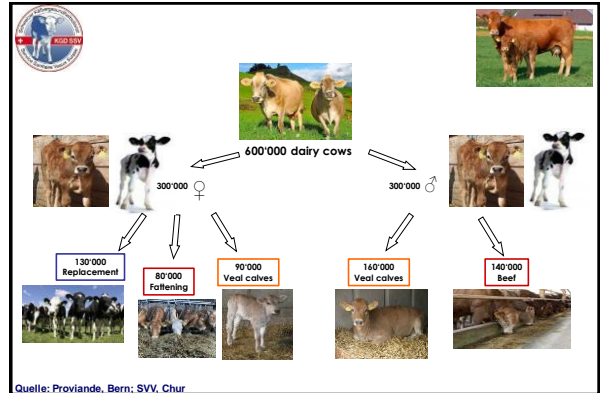 KGD SSV
600'000 dairy cows
300'000 ♀
300'000 ♂
130'000
Replacement
80'000
Fattening
90'000
Veal calves
160'000
Veal calves
140'000
Beef
Quelle: Proviande, Bern; SVV, Chur